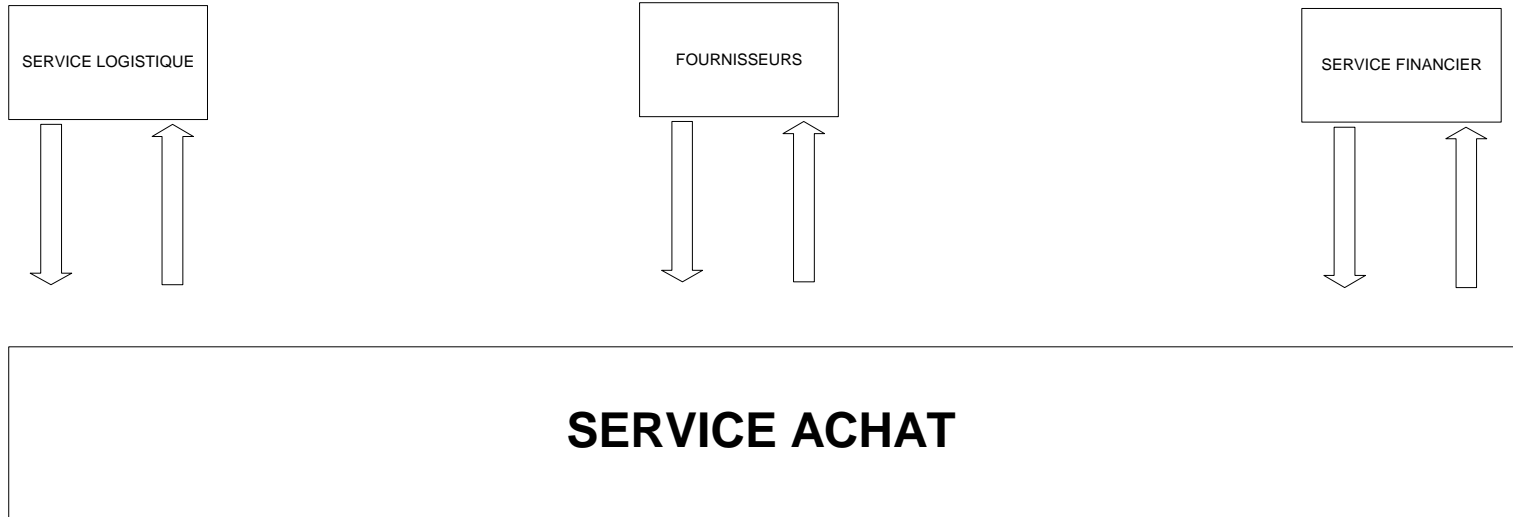 SERVICE LOGISTIQUE
FOURNISSEURS
SERVICE FINANCIER
SERVICE ACHAT